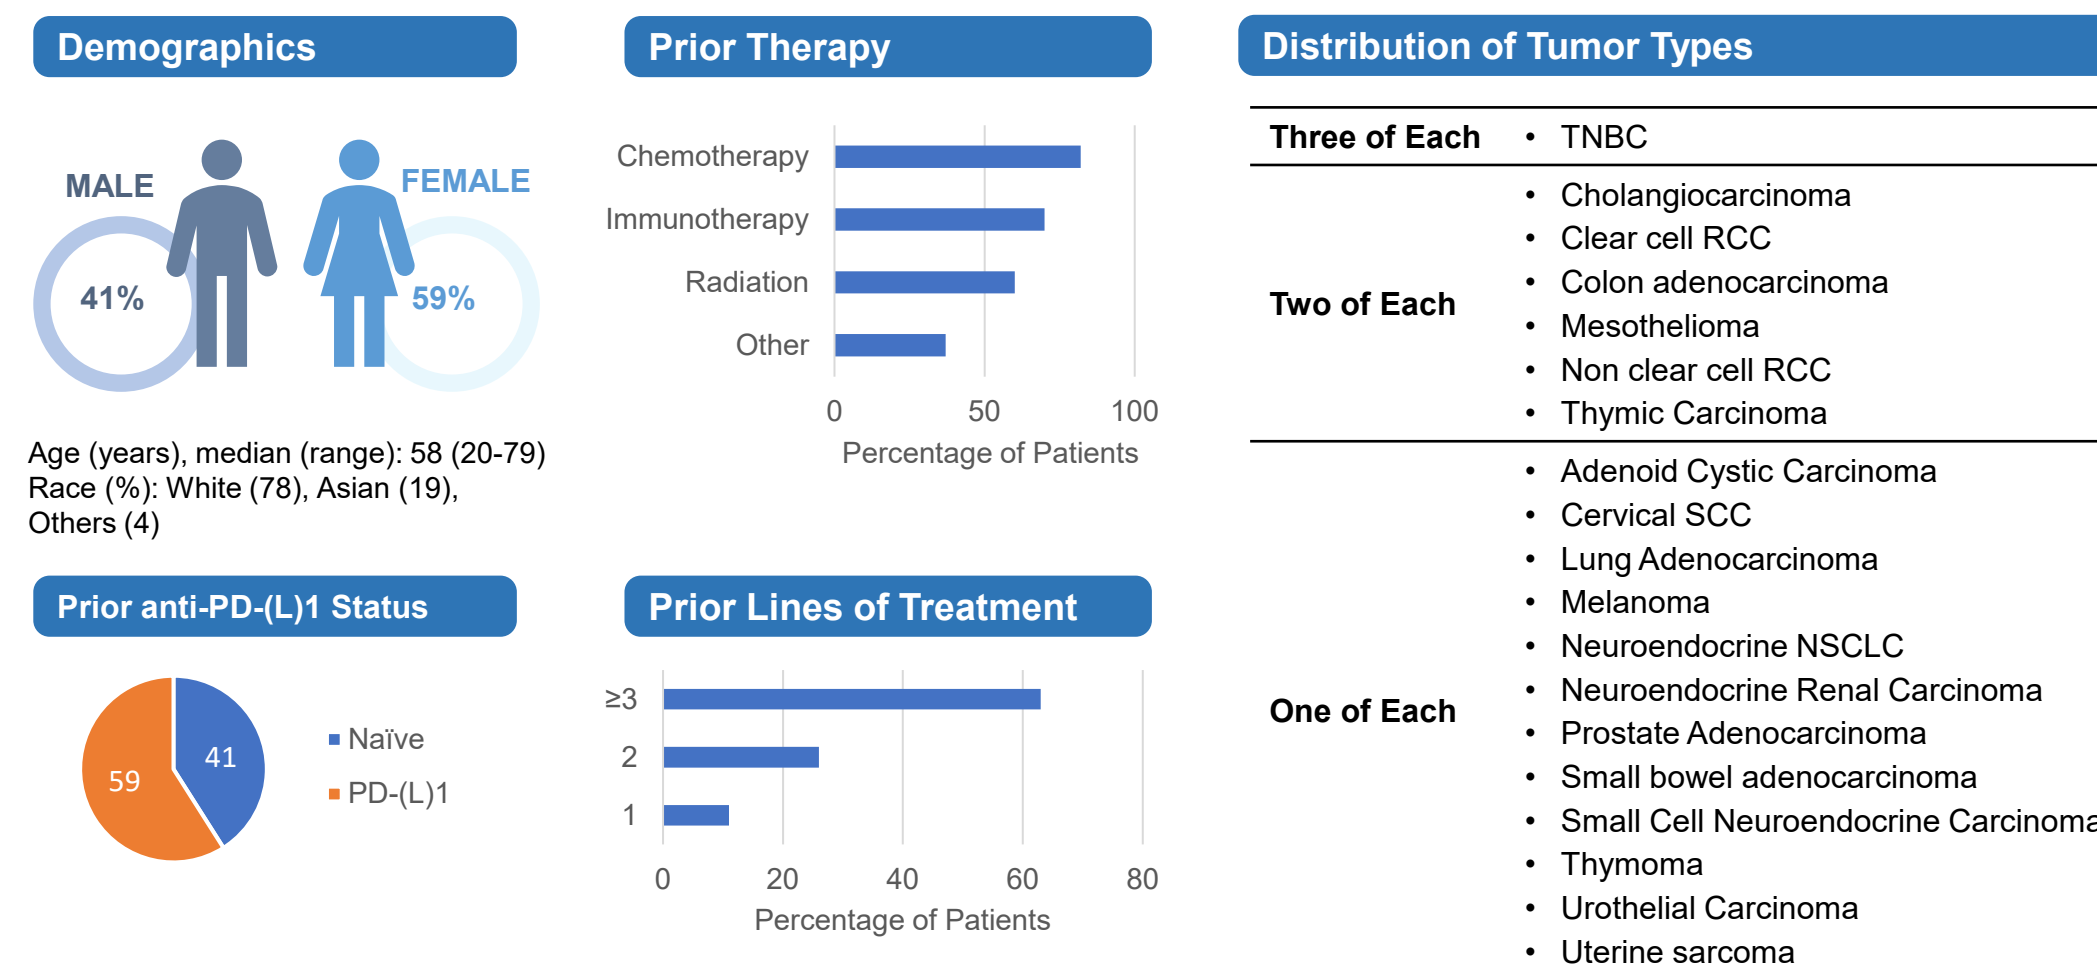 Demographics
MALE
FEMALE
41%
59%
Age (years), median (range): 58 (20-79)
Race (%): White (78), Asian (19),
Others (4)
Prior anti-PD-(L)1 Status
59
41
Naïve
PD-(L)1
Prior Therapy
Chemotherapy
Immunotherapy
Radiation
Other
0 50 100
Percentage of Patients
Prior Lines of Treatment
≥3
2
1
0 20 40 60 80
Percentage of Patients
Distribution of Tumor Types
Three of Each
• TNBC
Two of Each
• Cholangiocarcinoma
• Clear cell RCC
• Colon adenocarcinoma
• Mesothelioma
• Non clear cell RCC
• Thymic Carcinoma
One of Each
• Adenoid Cystic Carcinoma
• Cervical SCC
• Lung Adenocarcinoma
• Melanoma
• Neuroendocrine NSCLC
• Neuroendocrine Renal Carcinoma
• Prostate Adenocarcinoma
• Small bowel adenocarcinoma
• Small Cell Neuroendocrine Carcinoma
• Thymoma
• Urothelial Carcinoma
• Uterine sarcoma